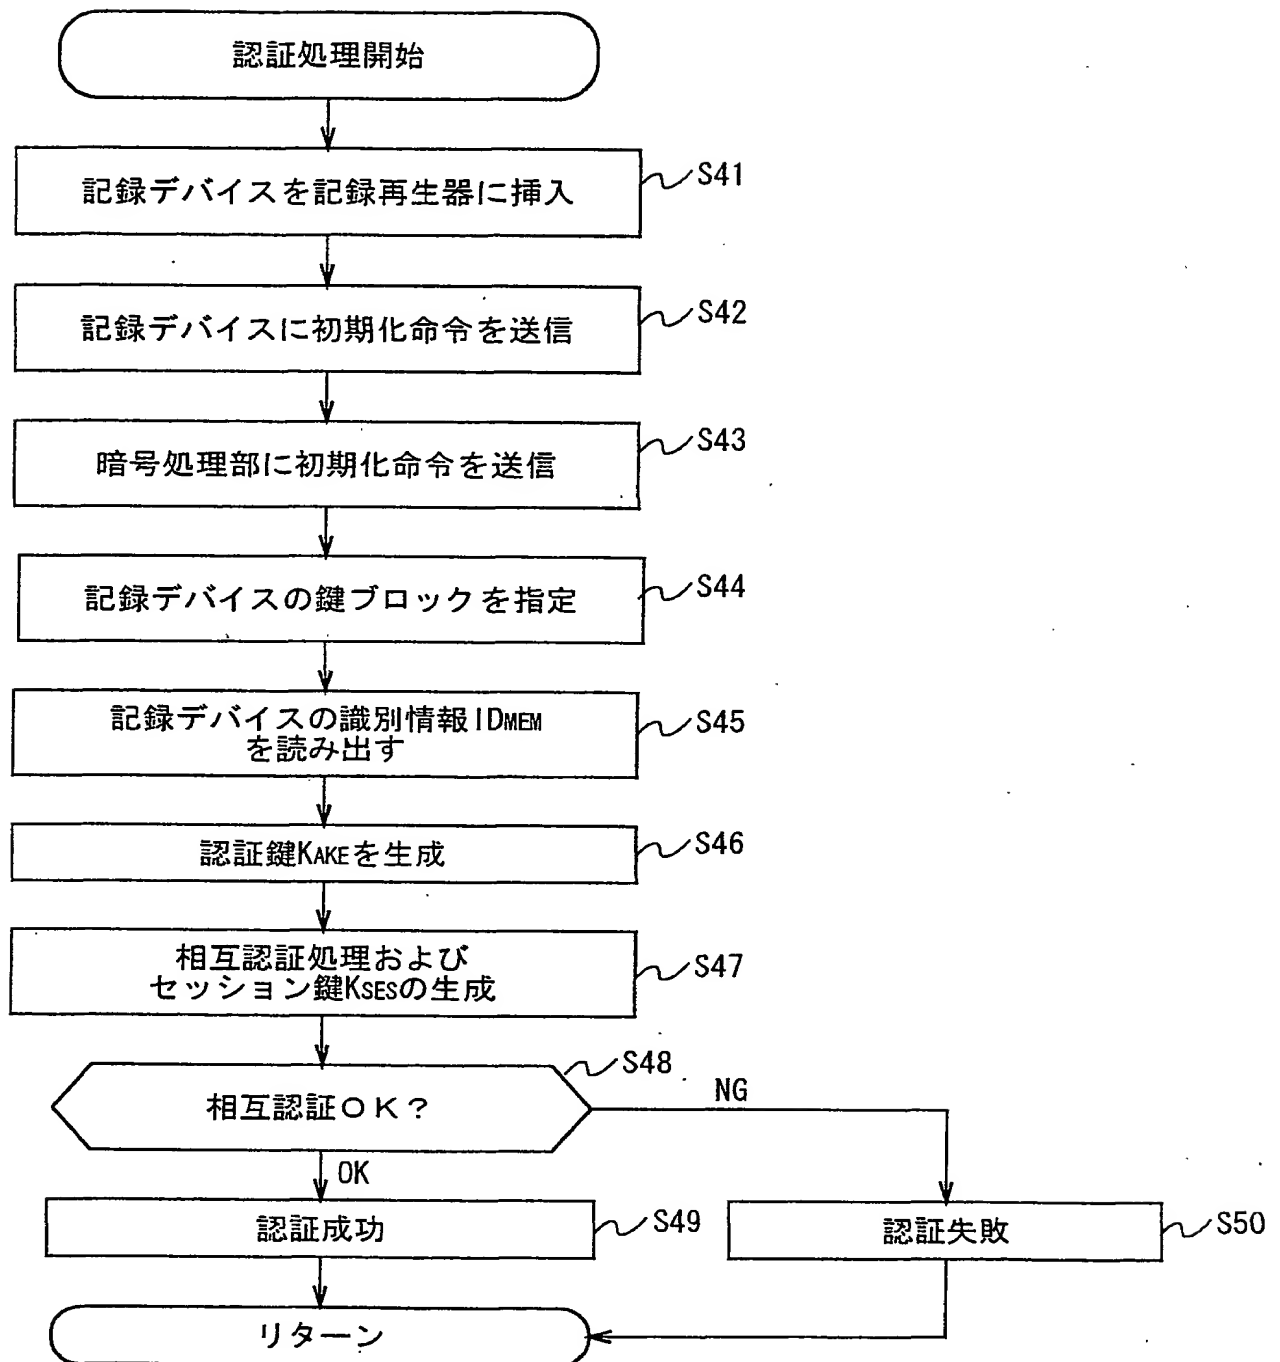 認証処理開始
記録デバイスを記録再生器に挿入
S41
記録デバイスに初期化命令を送信
S42
暗号処理部に初期化命令を送信
S43
記録デバイスの鍵ブロックを指定
S44
記録デバイスの識別情報IDMEM
を読み出す
S45
認証鍵KAKEを生成
S46
相互認証処理および
セッション鍵KSESの生成
S47
相互認証OK?
S48
NG
OK
認証成功
S49
認証失敗
S50
リターン